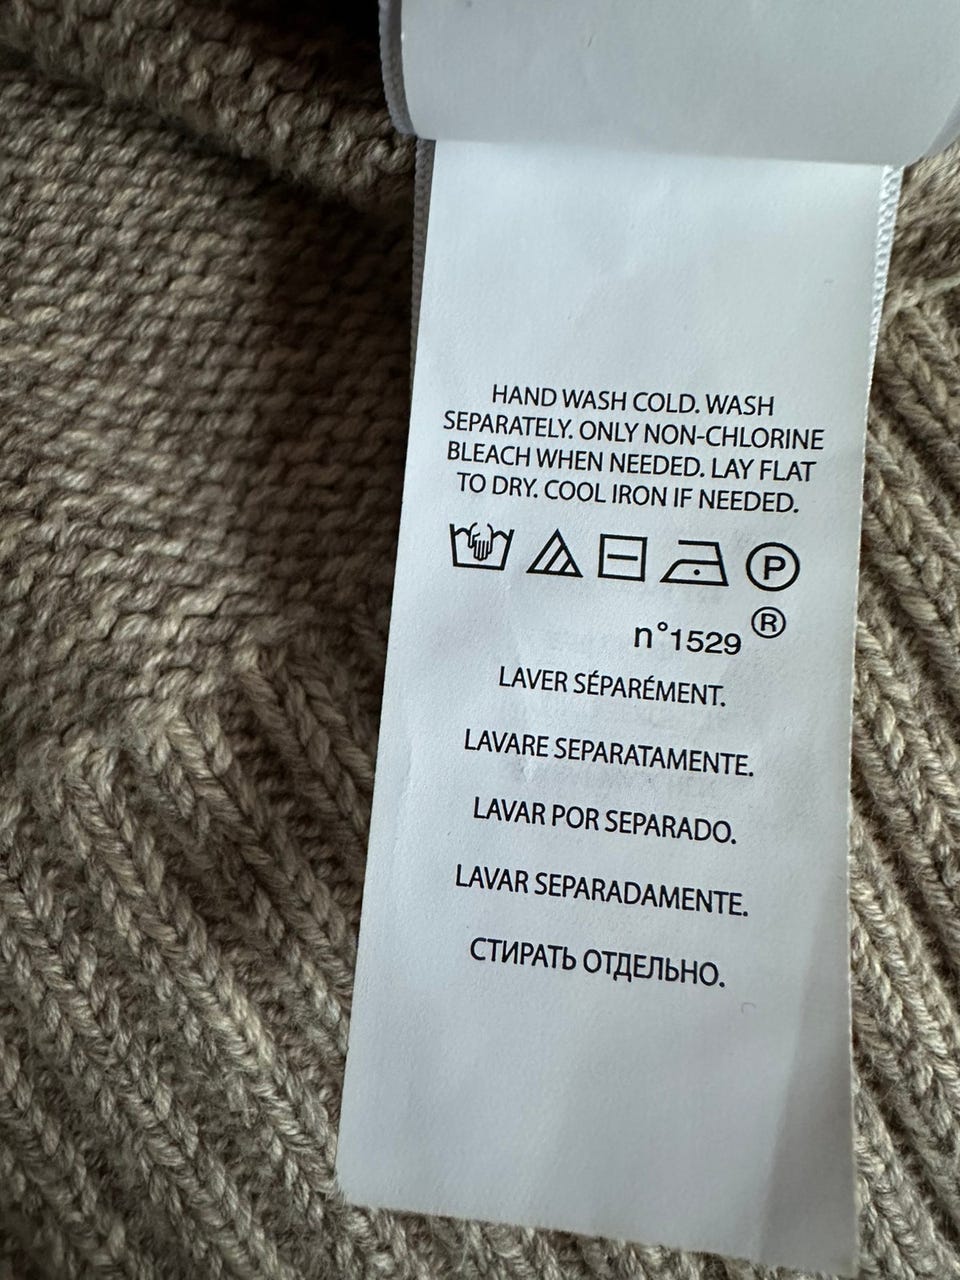 HAND WASH COLD. WASH
SEPARATELY. ONLY NON-CHLORINE
BLEACH WHEN NEEDED. LAY FLAT
TO DRY. COOL IRON IF NEEDED.
P
n°1529 ®
LAVER SÉPARÉMENT.
LAVARE SEPARATAMENTE.
LAVAR POR SEPARADO.
LAVAR SEPARADAMENTE.
СТИРАТЬ ОТДЕЛЬНО.